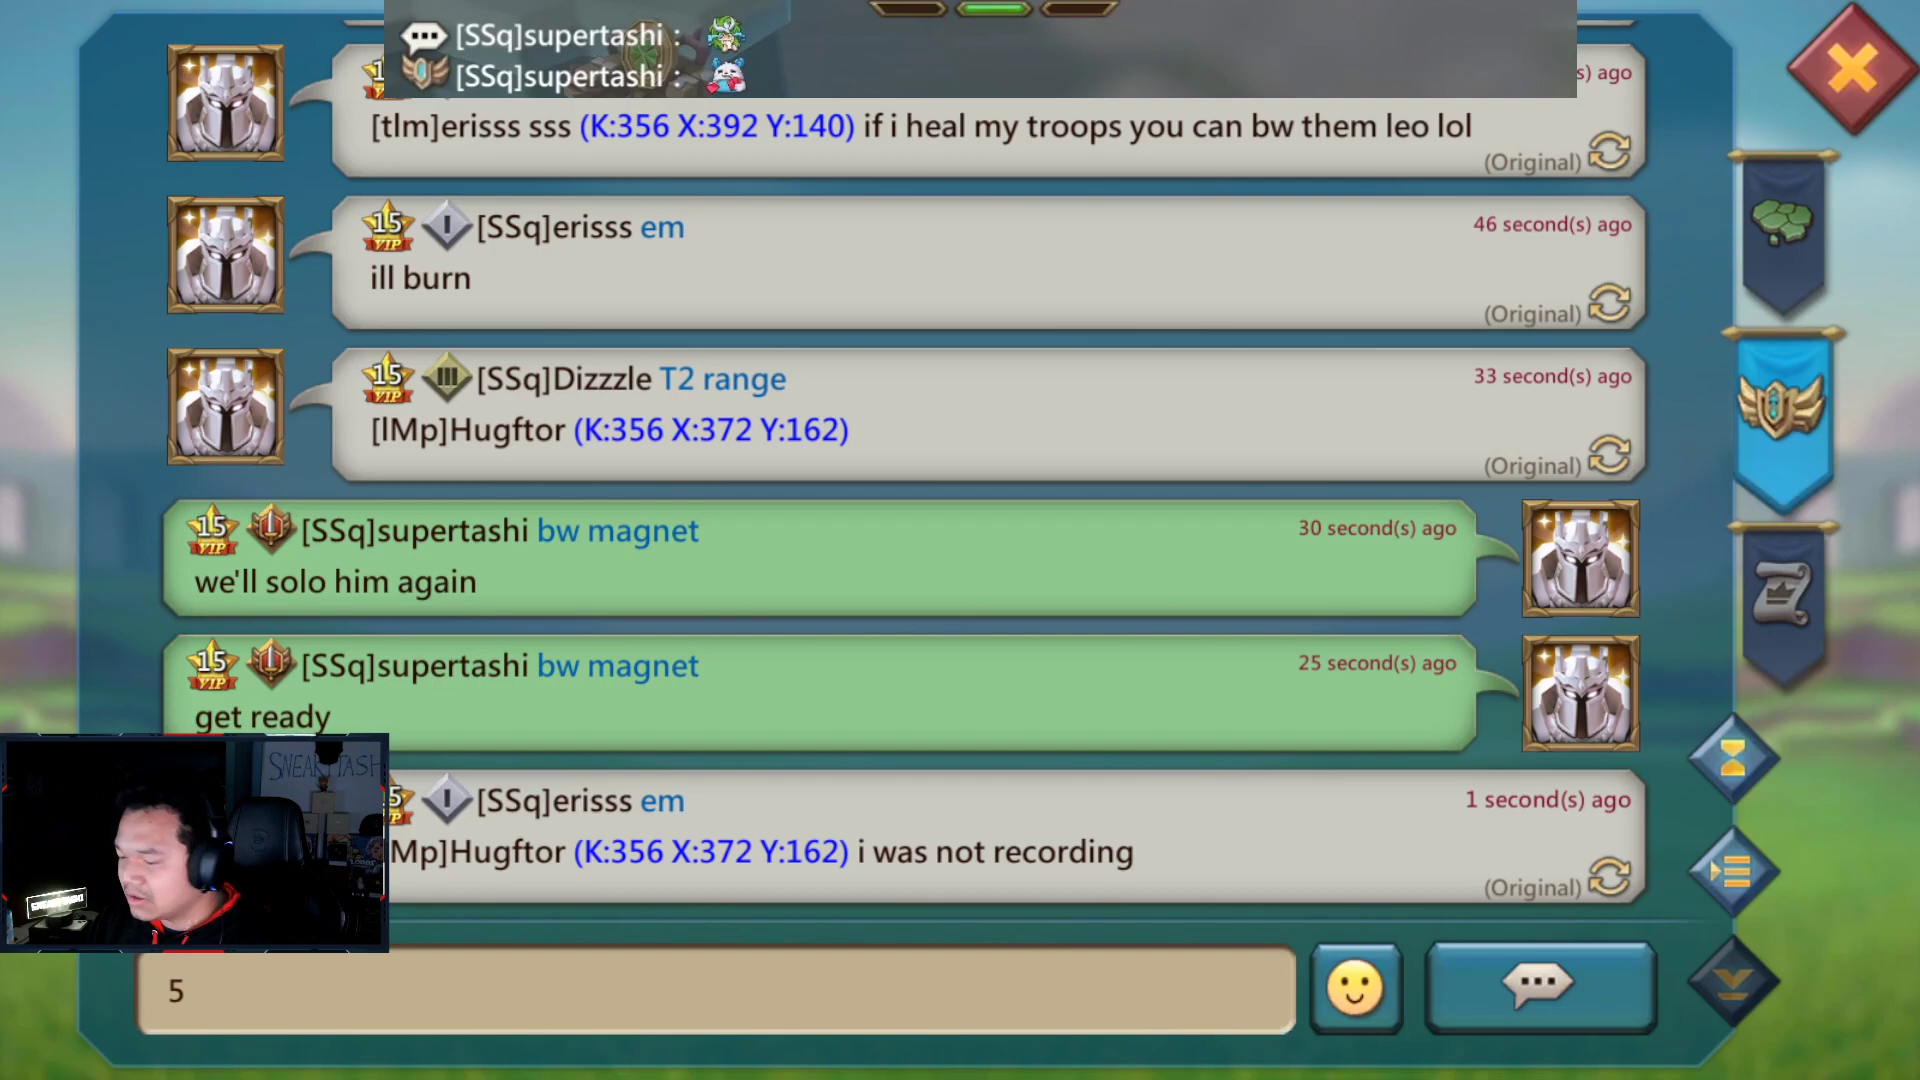 [SSq]supertashi :
[SSq]supertashi :
s) ago
[tlm]erisss sss (K:356 X:392 Y:140) if i heal my troops you can bw them leo lol
(Original)
15 VIP I [SSq]erisss em
46 second(s) ago
ill burn
(Original)
15 VIP III [SSq]Dizzzle T2 range
33 second(s) ago
[lMp]Hugftor (K:356 X:372 Y:162)
(Original)
15 VIP [SSq]supertashi bw magnet
30 second(s) ago
we'll solo him again
15 VIP [SSq]supertashi bw magnet
25 second(s) ago
get ready
5 I [SSq]erisss em
1 second(s) ago
Mp]Hugftor (K:356 X:372 Y:162) i was not recording
(Original)
5